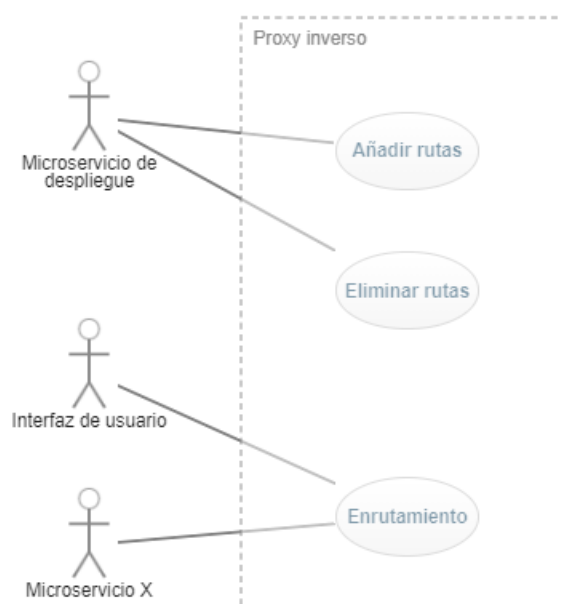 Proxy inverso
Añadir rutas
Microservicio de
despliegue
Eliminar rutas
Interfaz de usuario
Enrutamiento
Microservicio X